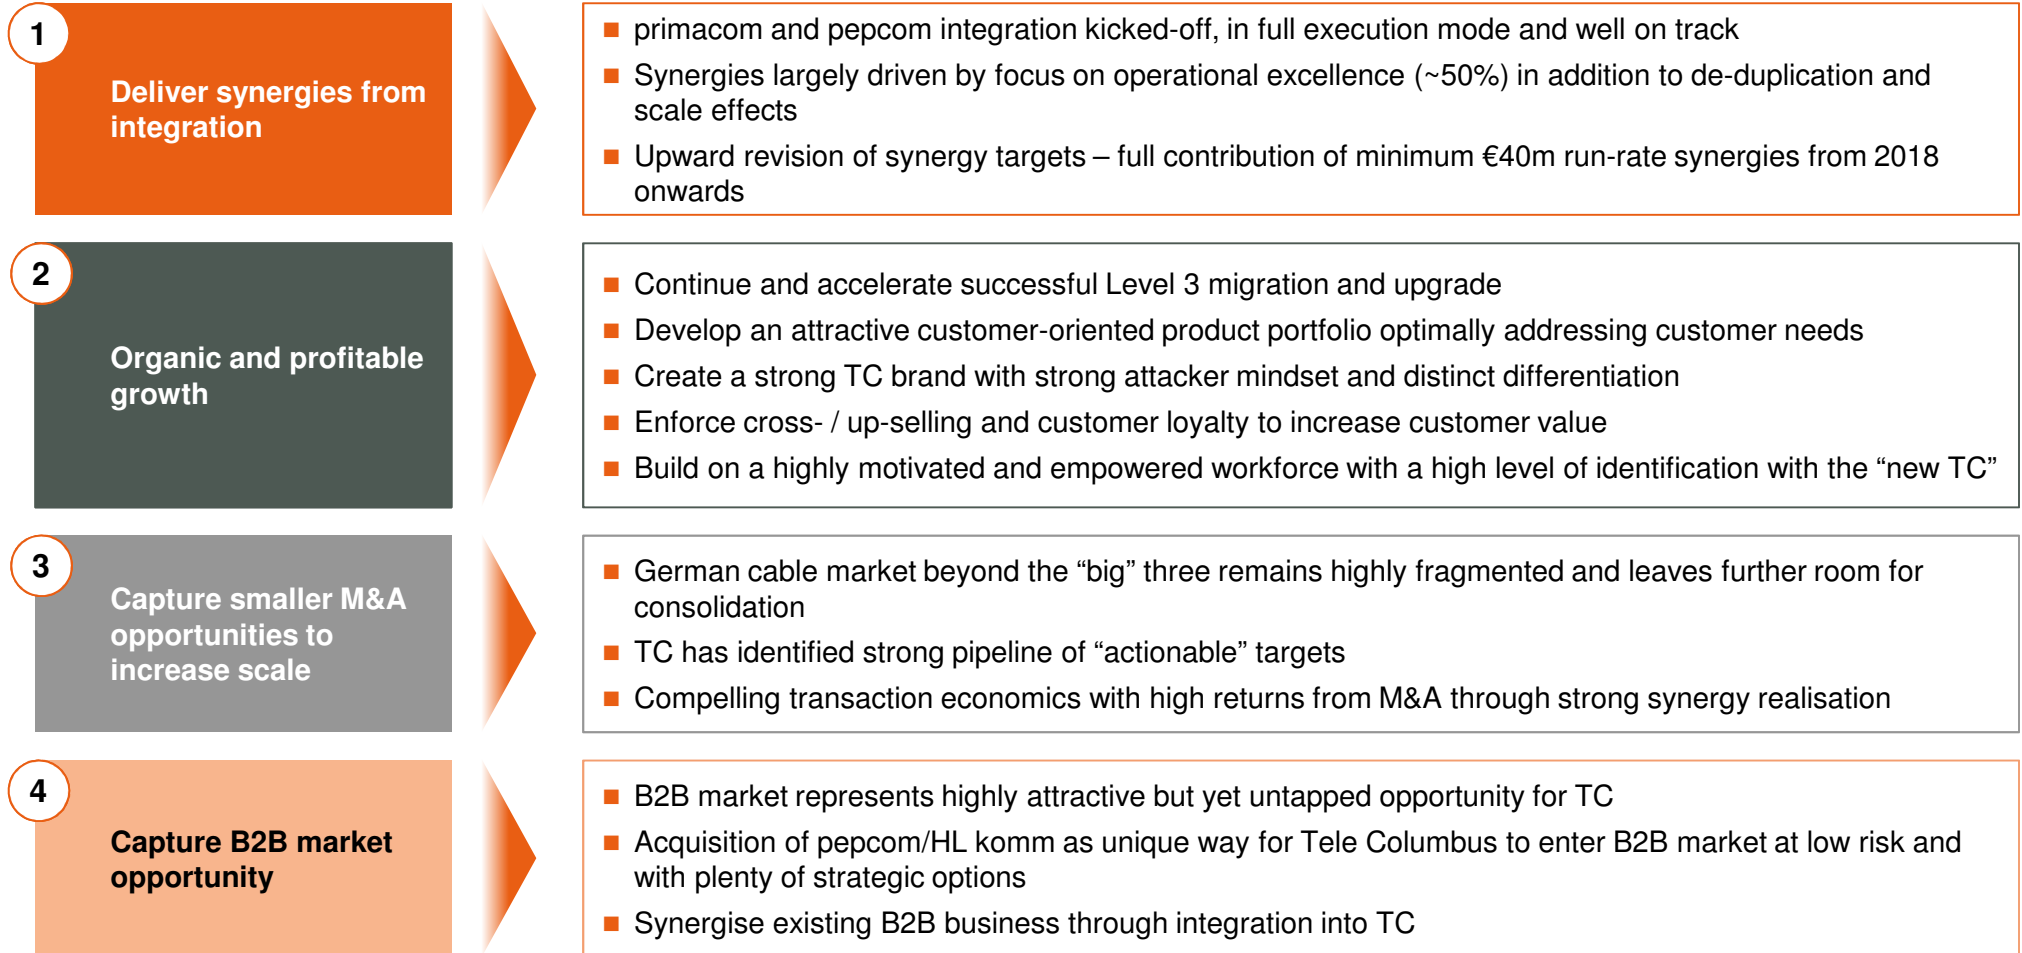 1
Deliver synergies from
integration
■ primacom and pepcom integration kicked-off, in full execution mode and well on track
■ Synergies largely driven by focus on operational excellence (~50%) in addition to de-duplication and
scale effects
■ Upward revision of synergy targets – full contribution of minimum €40m run-rate synergies from 2018
onwards
2
Organic and profitable
growth
■ Continue and accelerate successful Level 3 migration and upgrade
■ Develop an attractive customer-oriented product portfolio optimally addressing customer needs
■ Create a strong TC brand with strong attacker mindset and distinct differentiation
■ Enforce cross- / up-selling and customer loyalty to increase customer value
■ Build on a highly motivated and empowered workforce with a high level of identification with the “new TC”
3
Capture smaller M&A
opportunities to
increase scale
■ German cable market beyond the “big” three remains highly fragmented and leaves further room for
consolidation
■ TC has identified strong pipeline of “actionable” targets
■ Compelling transaction economics with high returns from M&A through strong synergy realisation
4
Capture B2B market
opportunity
■ B2B market represents highly attractive but yet untapped opportunity for TC
■ Acquisition of pepcom/HL komm as unique way for Tele Columbus to enter B2B market at low risk and
with plenty of strategic options
■ Synergise existing B2B business through integration into TC